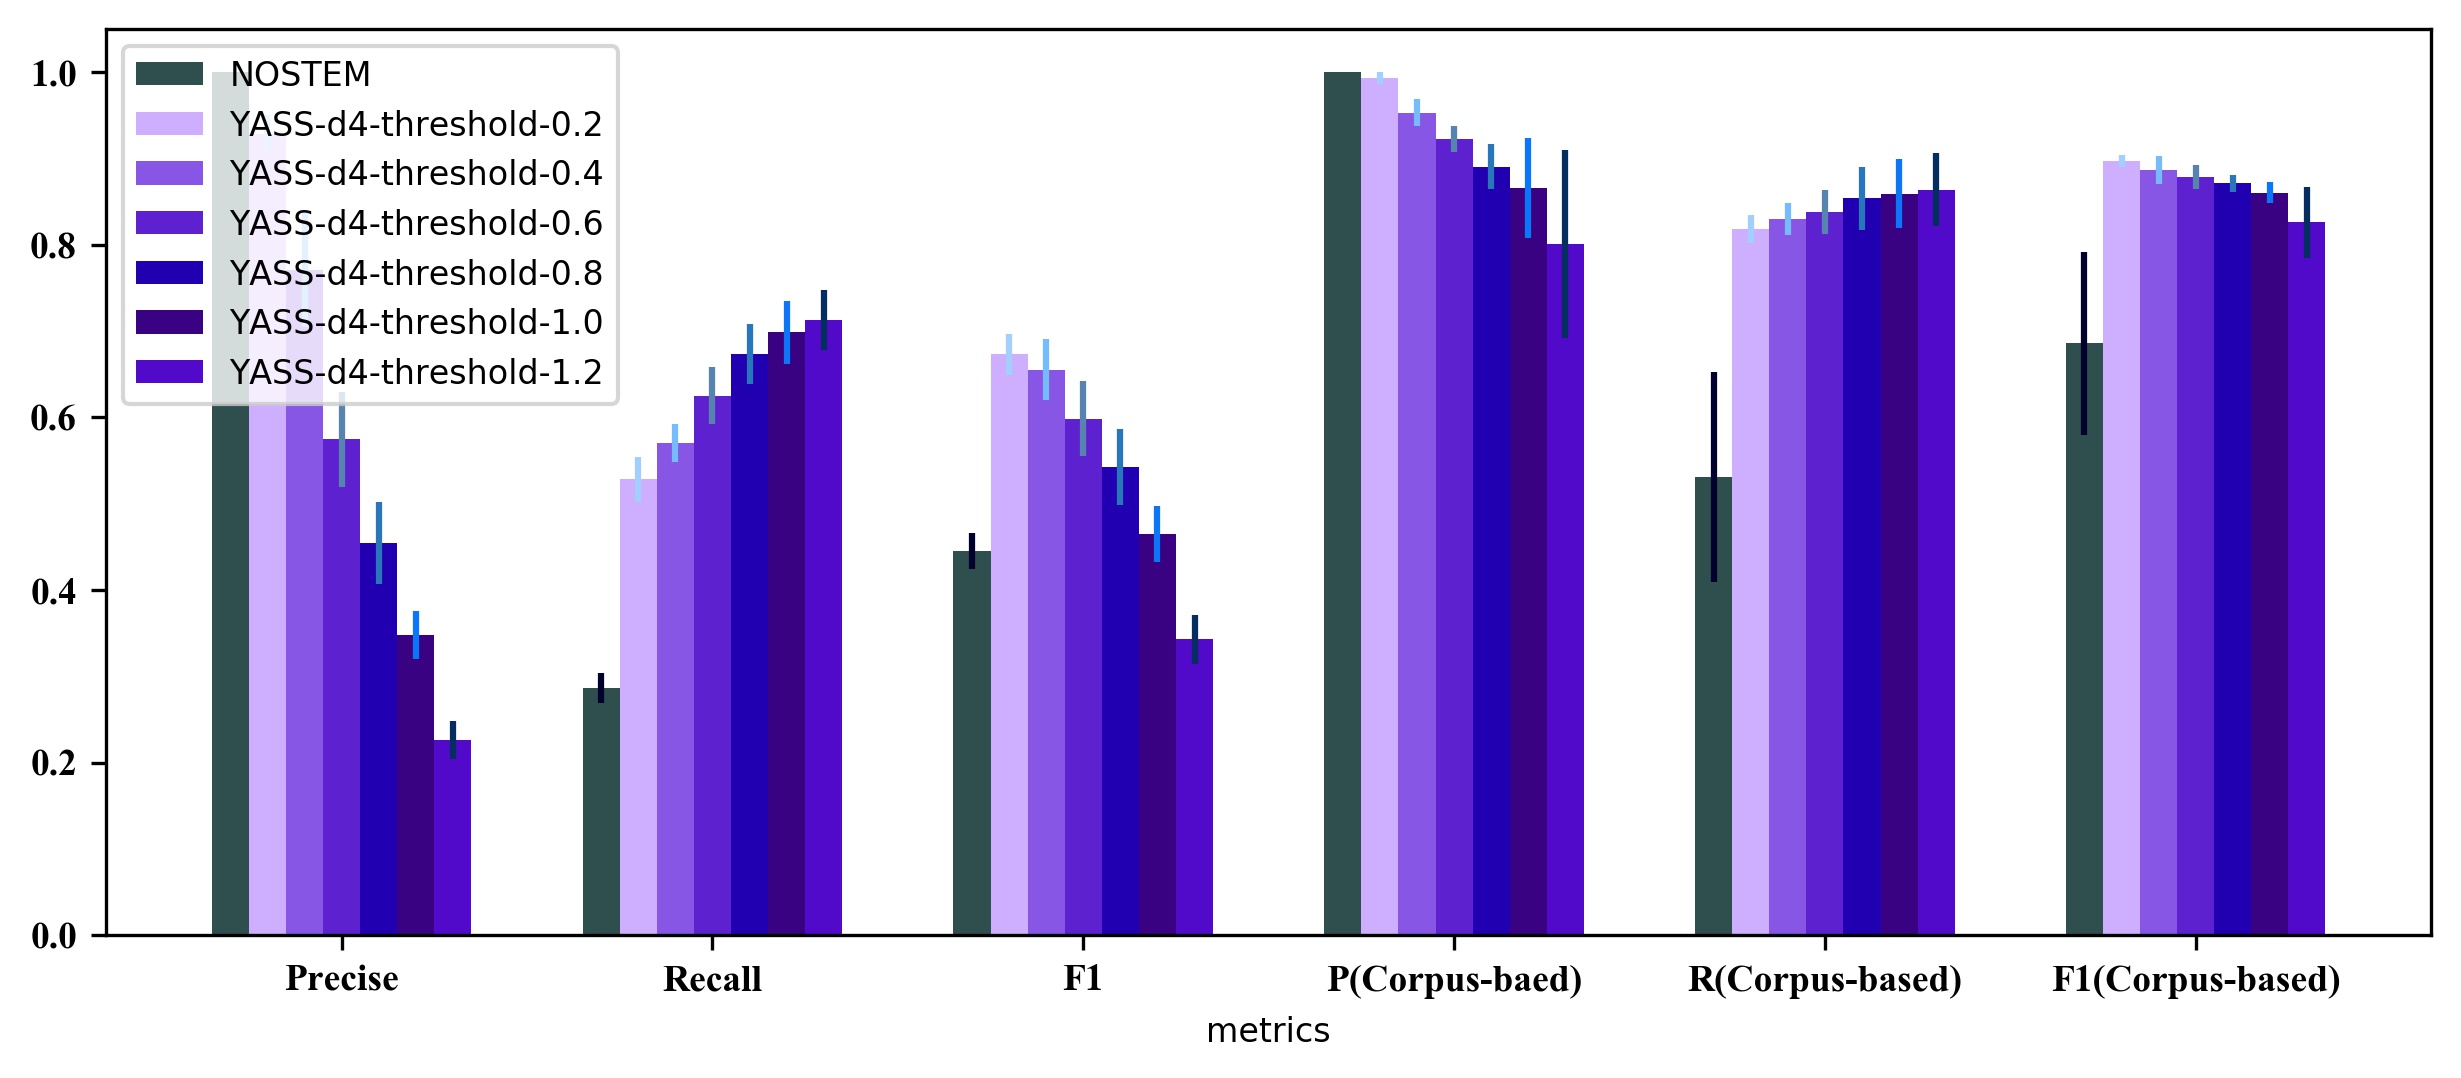 1.0
0.8
0.6
0.4
0.2
0.0
NOSTEM
YASS-d4-threshold-0.2
YASS-d4-threshold-0.4
YASS-d4-threshold-0.6
YASS-d4-threshold-0.8
YASS-d4-threshold-1.0
YASS-d4-threshold-1.2
Precise Recall F1 P(Corpus-baed) R(Corpus-based) F1(Corpus-based)
metrics